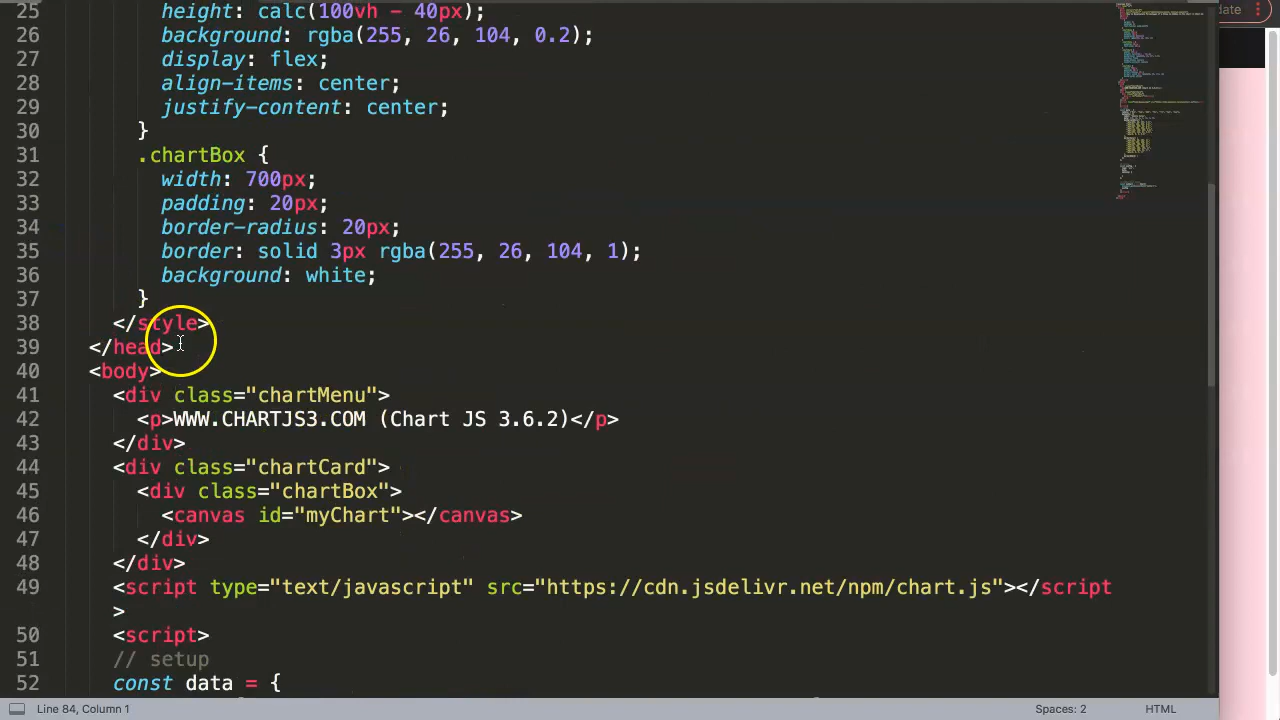 25 height: calc(100vh - 40px);
26 background: rgba(255, 26, 104, 0.2);
27 display: flex;
28 align-items: center;
29 justify-content: center;
30 }
31 .chartBox {
32 width: 700px;
33 padding: 20px;
34 border-radius: 20px;
35 border: solid 3px rgba(255, 26, 104, 1);
36 background: white;
37 }
38 </style>
39 </head>
40 <body>
41 <div class="chartMenu">
42 <p>WWW.CHARTJS3.COM (Chart JS 3.6.2)</p>
43 </div>
44 <div class="chartCard">
45 <div class="chartBox">
46 <canvas id="myChart"></canvas>
47 </div>
48 </div>
49 <script type="text/javascript" src="https://cdn.jsdelivr.net/npm/chart.js"></script
>
50 <script>
51 // setup
52 const data = {
Line 84, Column 1
Spaces: 2
HTML